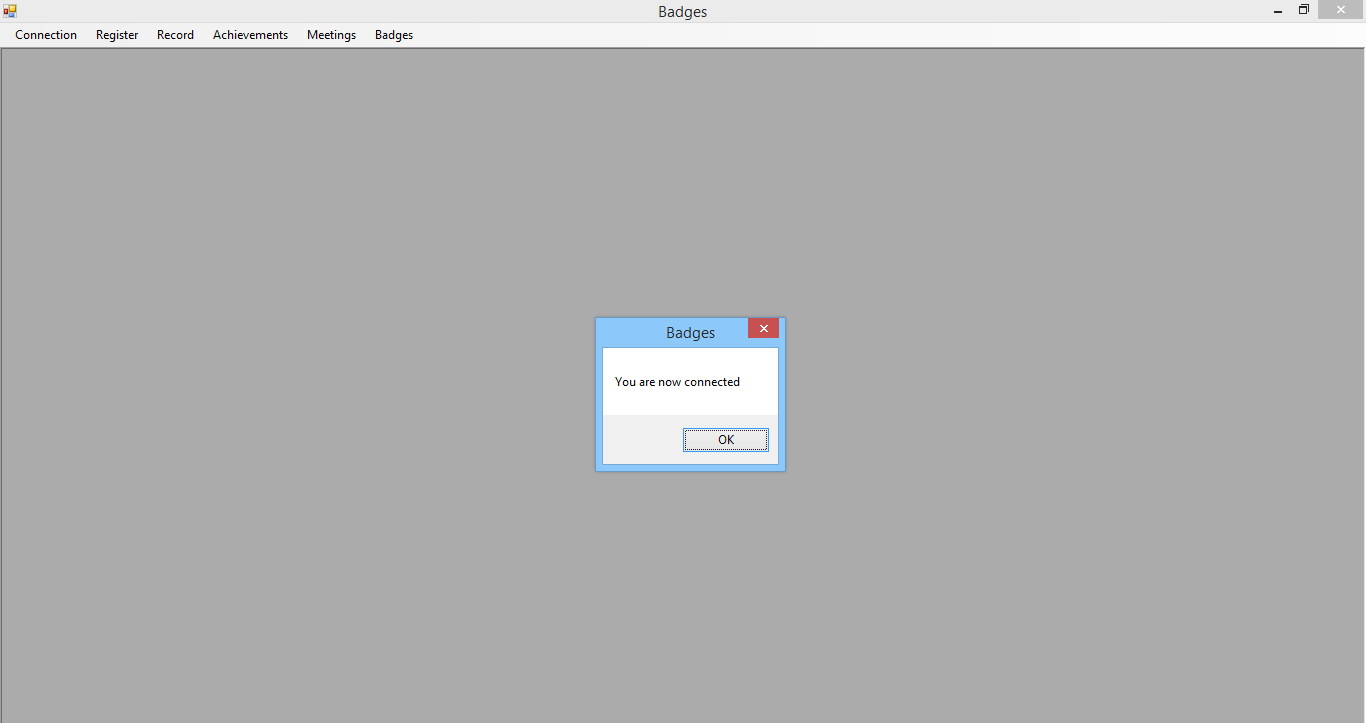 Badges
Connection Register Record Achievements Meetings Badges
Badges
You are now connected
OK